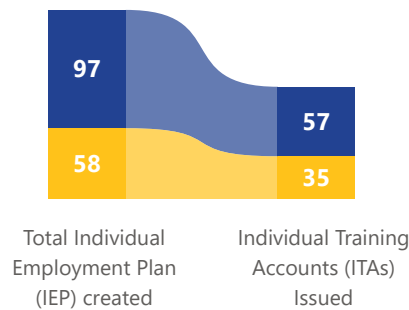 97
57
58
35
Total Individual
Employment Plan
(IEP) created
Individual Training
Accounts (ITAs)
Issued